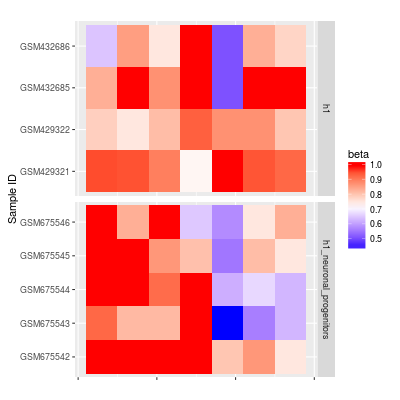 GSM432686
GSM432685
GSM429322
GSM429321
h1
GSM675546
GSM675545
GSM675544
GSM675543
GSM675542
h1_neuronal_progenitors
Sample ID
beta
1.0
0.9
0.8
0.7
0.6
0.5